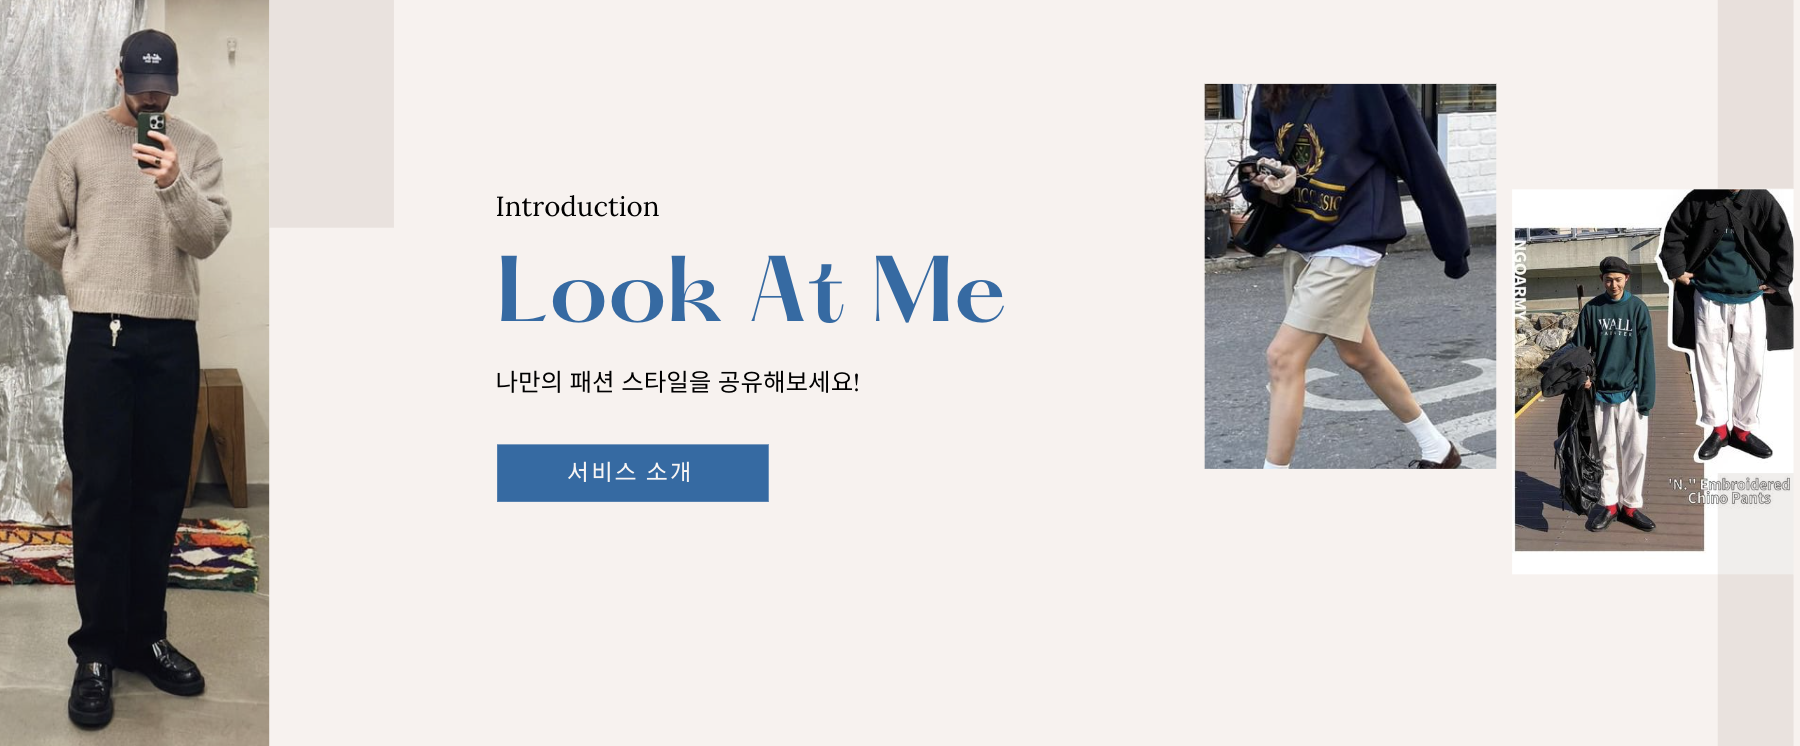 Introduction
Look At Me
나만의 패션 스타일을 공유해보세요!
서비스 소개
WALL
'N.'' Embroidered
Chino Pants